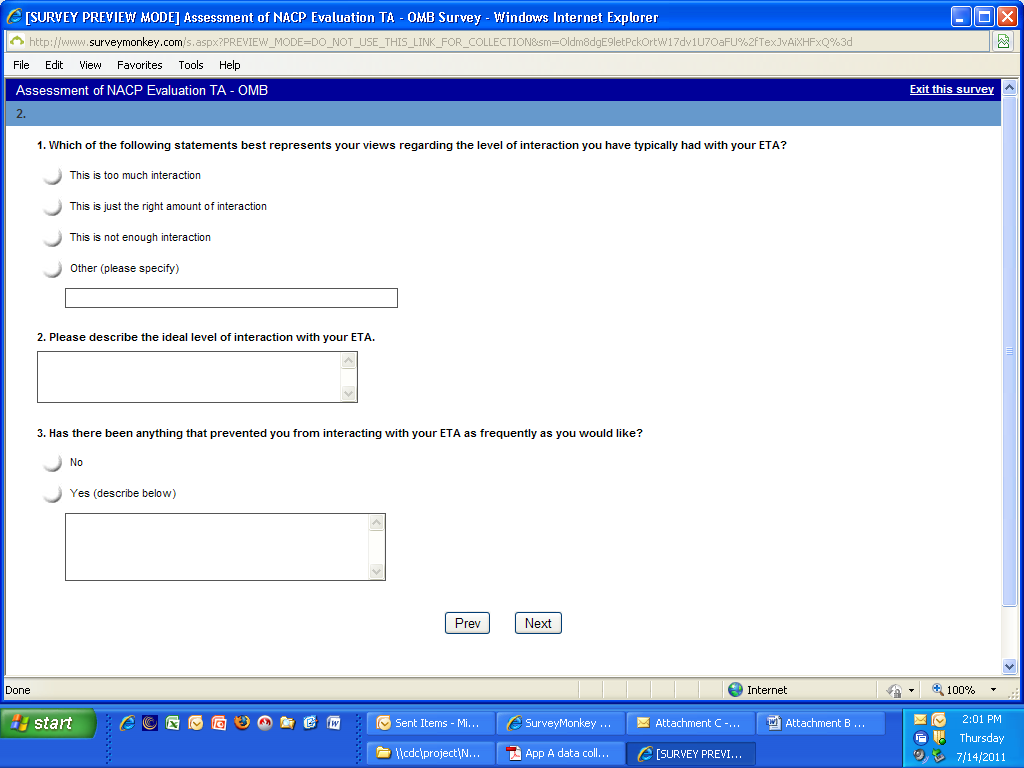 [SURVEY PREVIEW MODE] Assessment of NACP Evaluation TA - OMB Survey - Windows Internet Explorer
http://www.surveymonkey.com/s.aspx?PREVIEW_MODE=DO_NOT_USE_THIS_LINK_FOR_COLLECTION&sm=Oldm8dgE9letPckOrtW17dv1U7OaFU%2fTexJvAiXHFxQ%3d
File Edit View Favorites Tools Help
Assessment of NACP Evaluation TA - OMB Exit this survey
2.
1. Which of the following statements best represents your views regarding the level of interaction you have typically had with your ETA?
This is too much interaction
This is just the right amount of interaction
This is not enough interaction
Other (please specify)
2. Please describe the ideal level of interaction with your ETA.
3. Has there been anything that prevented you from interacting with your ETA as frequently as you would like?
No
Yes (describe below)
Prev Next
Done Internet 100%
start Sent Items - Mi... SurveyMonkey ... Attachment C -... Attachment B ... 2:01 PM
Thursday
\\cdc\project\N... App A data coll... [SURVEY PREVI... 7/14/2011